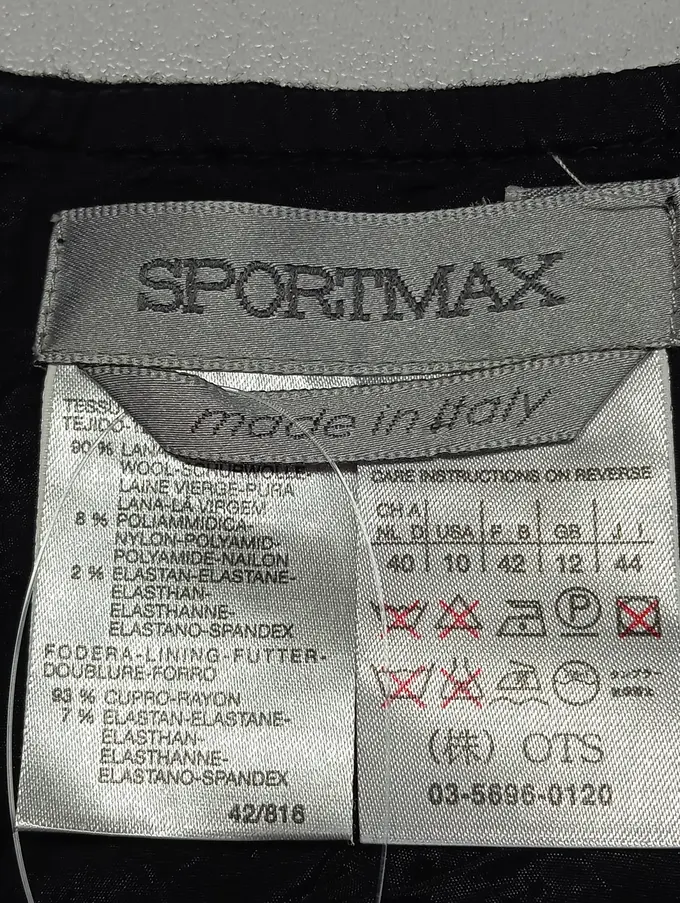 SPORTMAX
made in Italy
TESSU
TEJIDO-
90 % LANA
WOOL-SCHURWOLLE-
LAINE VIERGE-PURA
LANA-LÃ VIRGEM
8 % POLIAMMIDICA-
NYLON-POLYAMID-
POLYAMIDE-NAILON
2 % ELASTAN-ELASTANE-
ELASTHAN-
ELASTHANNE-
ELASTANO-SPANDEX
FODERA-LINING-FUTTER-
DOUBLURE-FORRO
93 % CUPRO-RAYON
7 % ELASTAN-ELASTANE-
ELASTHAN-
ELASTHANNE-
ELASTANO-SPANDEX
42/816
CARE INSTRUCTIONS ON REVERSE
CH A
NL D USA F B GB I J
40 10 42 12 44
P
(株) OTS
03-5696-0120